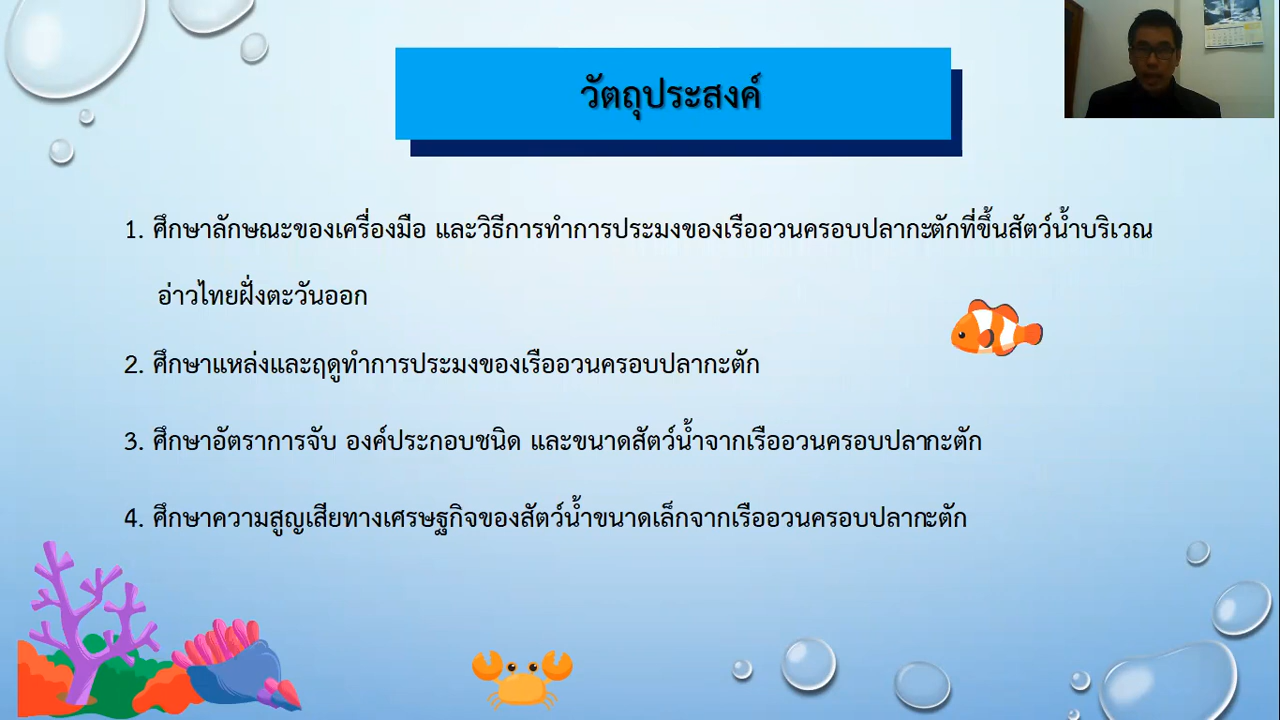 วัตถุประสงค์
1. ศึกษาลักษณะของเครื่องมือ และวิธีการทำการประมงของเรืออวนครอบปลากะตักที่ขึ้นสัตว์น้ำบริเวณ
อ่าวไทยฝั่งตะวันออก
2. ศึกษาแหล่งและฤดูทำการประมงของเรืออวนครอบปลากะตัก
3. ศึกษาอัตราการจับ องค์ประกอบชนิด และขนาดสัตว์น้ำจากเรืออวนครอบปลากะตัก
4. ศึกษาความสูญเสียทางเศรษฐกิจของสัตว์น้ำขนาดเล็กจากเรืออวนครอบปลากะตัก